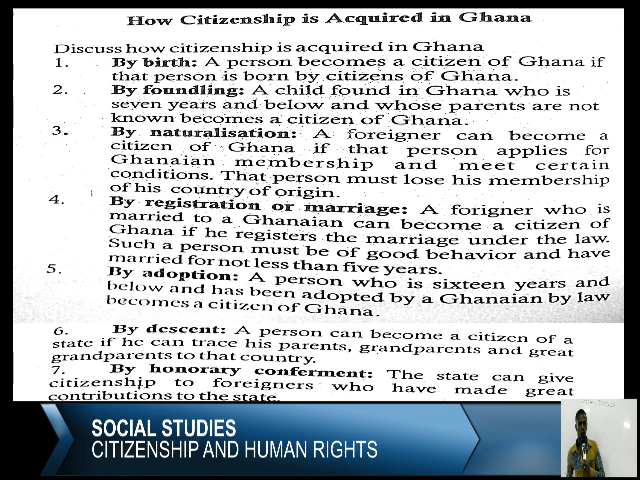 How Citizenship is Acquired in Ghana
Discuss how citizenship is acquired in Ghana
1. By birth: A person becomes a citizen of Ghana if
that person is born by citizens of Ghana.
2. By foundling: A child found in Ghana who is
seven years and below and whose parents are not
known becomes a citizen of Ghana.
3. By naturalisation: A foreigner can become a
citizen of Ghana if that person applies for
Ghanaian membership and meet certain
conditions. That person must lose his membership
of his country of origin.
4. By registration or marriage: A forigner who is
married to a Ghanaian can become a citizen of
Ghana if he registers the marriage under the law.
Such a person must be of good behavior and have
married for not less than five years.
5. By adoption: A person who is sixteen years and
below and has been adopted by a Ghanaian by law
becomes a citizen of Ghana.
6. By descent: A person can become a citizen of a
state if he can trace his parents, grandparents and great
grandparents to that country.
7. By honorary conferment: The state can give
citizenship to foreigners who have made great
contributions to the state.
SOCIAL STUDIES
CITIZENSHIP AND HUMAN RIGHTS